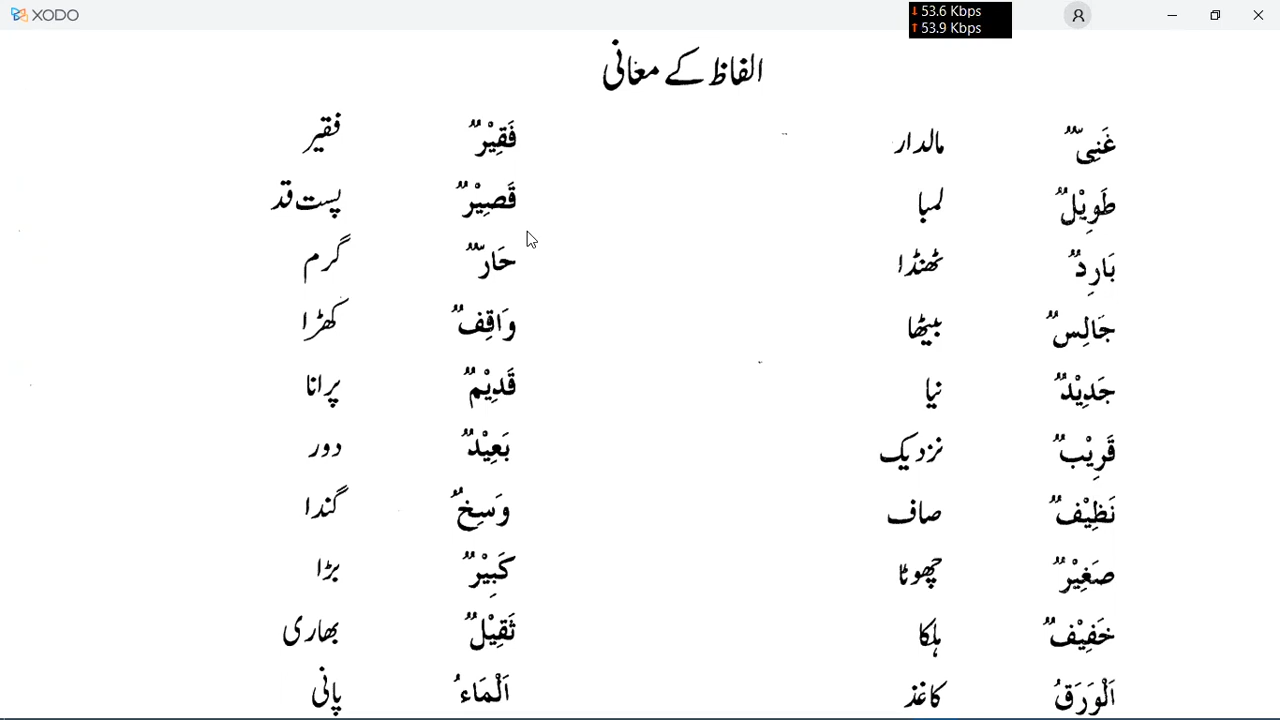 XODO
↓ 53.6 Kbps
↑ 53.9 Kbps
الفاظ کے معانی
غَنِیٌّ مالدار فَقِيْرٌ فقیر
طَوِيْلٌ لمبا قَصِيْرٌ پست قد
بَارِدٌ ٹھنڈا حَارٌّ گرم
جَالِسٌ بیٹھا وَاقِفٌ کھڑا
جَدِيْدٌ نیا قَدِيْمٌ پرانا
قَرِيْبٌ نزدیک بَعِيْدٌ دور
نَظِيْفٌ صاف وَسِخٌ گندا
صَغِيْرٌ چھوٹا كَبِيْرٌ بڑا
خَفِيْفٌ ہلکا ثَقِيْلٌ بھاری
اَلْوَرَقُ کاغذ اَلْمَاءُ پانی